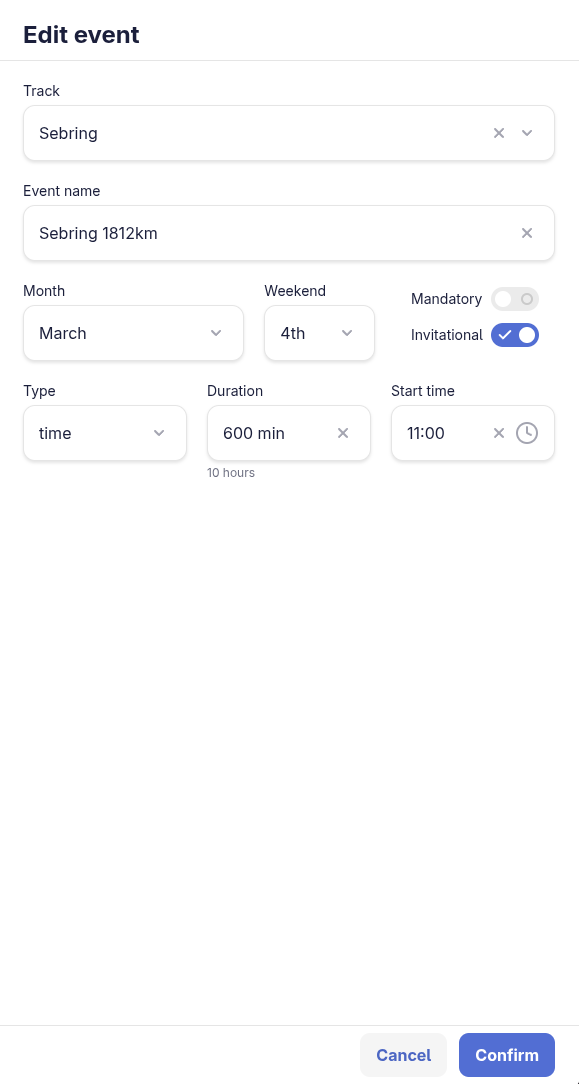 Edit event
Track
Sebring
Event name
Sebring 1812km
Month
Weekend
Mandatory
March
4th
Invitational
Type
Duration
Start time
time
600 min
11:00
10 hours
Cancel
Confirm